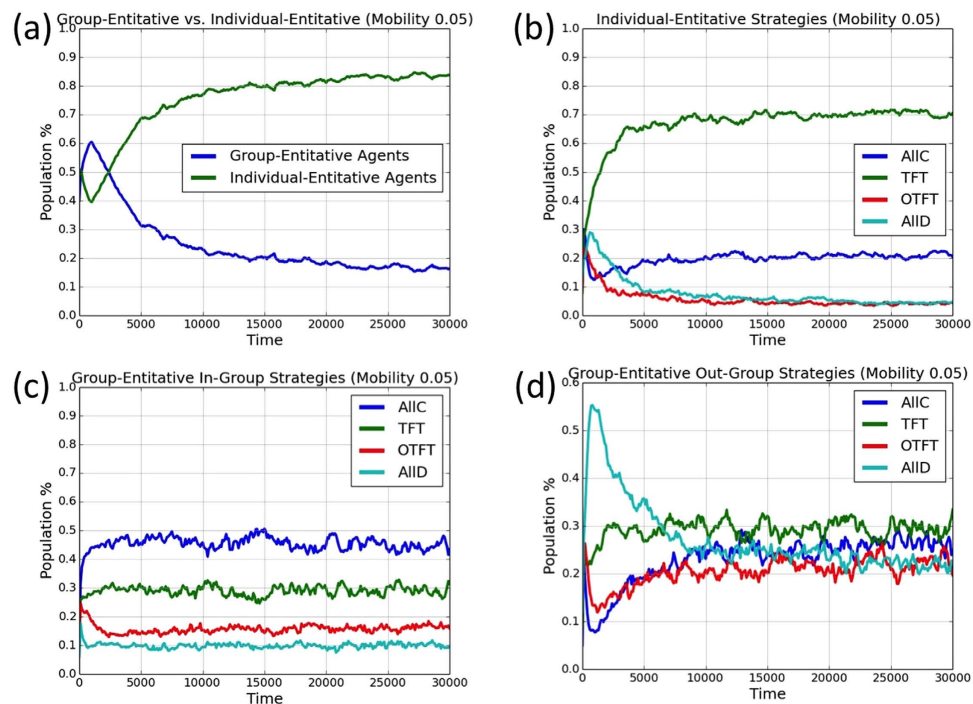 (a)
Group-Entitative vs. Individual-Entitative (Mobility 0.05)
1.0
0.9
0.8
0.7
0.6
0.5
0.4
0.3
0.2
0.1
0.0
Population %
Group-Entitative Agents
Individual-Entitative Agents
0 5000 10000 15000 20000 25000 30000
Time
(b)
Individual-Entitative Strategies (Mobility 0.05)
1.0
0.9
0.8
0.7
0.6
0.5
0.4
0.3
0.2
0.1
0.0
Population %
AllC
TFT
OTFT
AllD
0 5000 10000 15000 20000 25000 30000
Time
(c)
Group-Entitative In-Group Strategies (Mobility 0.05)
1.0
0.9
0.8
0.7
0.6
0.5
0.4
0.3
0.2
0.1
0.0
Population %
AllC
TFT
OTFT
AllD
0 5000 10000 15000 20000 25000 30000
Time
(d)
Group-Entitative Out-Group Strategies (Mobility 0.05)
0.6
0.5
0.4
0.3
0.2
0.1
0.0
Population %
AllC
TFT
OTFT
AllD
0 5000 10000 15000 20000 25000 30000
Time